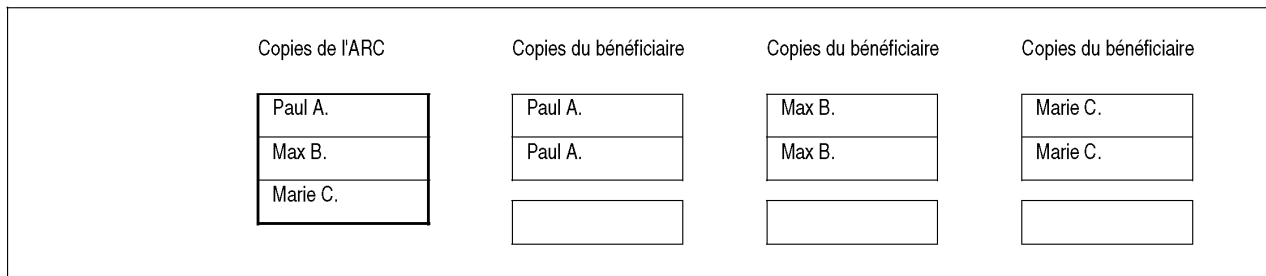 Copies de l'ARC
Copies du bénéficiaire
Copies du bénéficiaire
Copies du bénéficiaire
Paul A.
Paul A.
Max B.
Marie C.
Max B.
Paul A.
Max B.
Marie C.
Marie C.